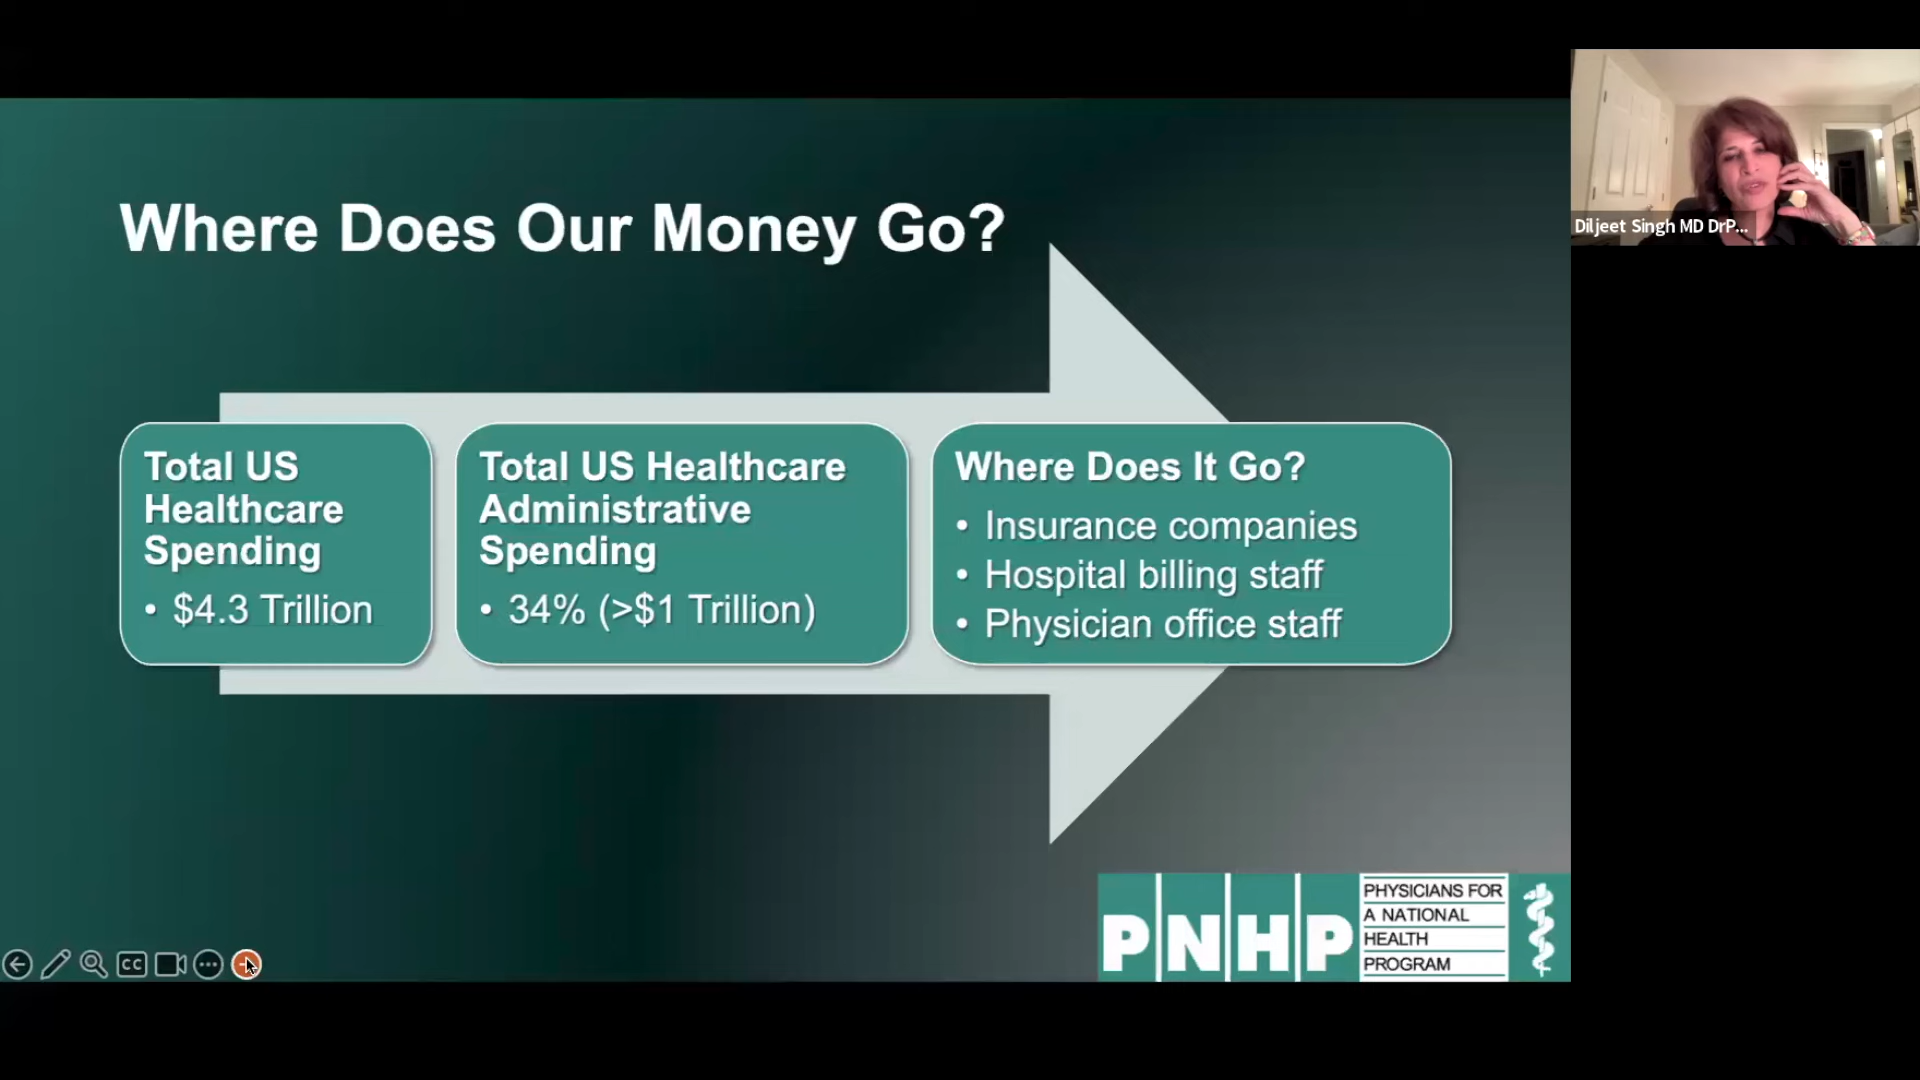 Where Does Our Money Go?
Total US
Healthcare
Spending
• $4.3 Trillion
Total US Healthcare
Administrative
Spending
• 34% (>$1 Trillion)
Where Does It Go?
• Insurance companies
• Hospital billing staff
• Physician office staff
Diljeet Singh MD DrP...
PNHP
PHYSICIANS FOR
A NATIONAL
HEALTH
PROGRAM
CC